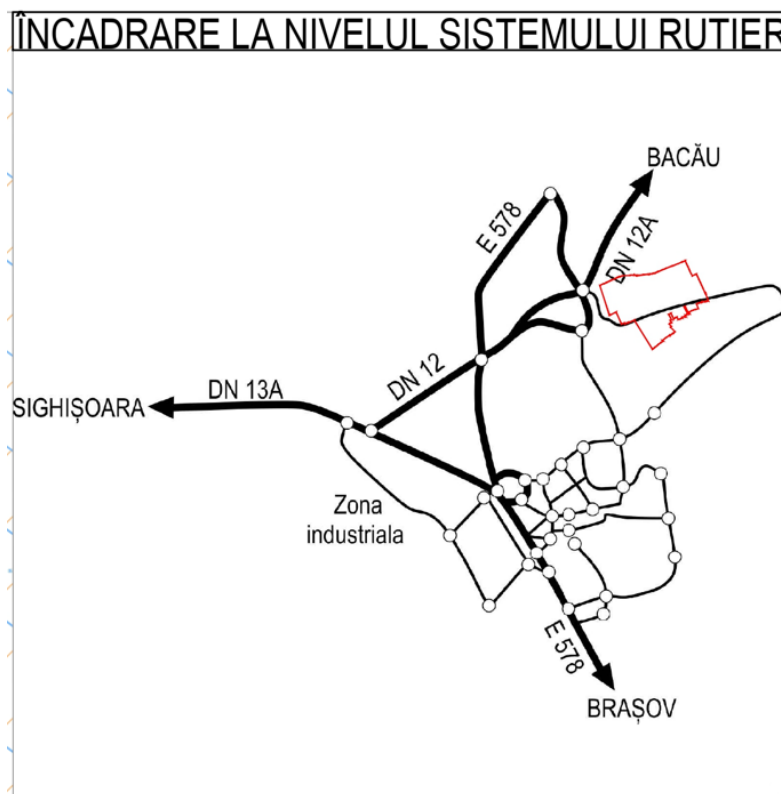 ÎNCADRARE LA NIVELUL SISTEMULUI RUTIER
BACĂU
E 578
DN 12A
DN 12
DN 13A
SIGHIȘOARA
Zona
industriala
E 578
BRAȘOV